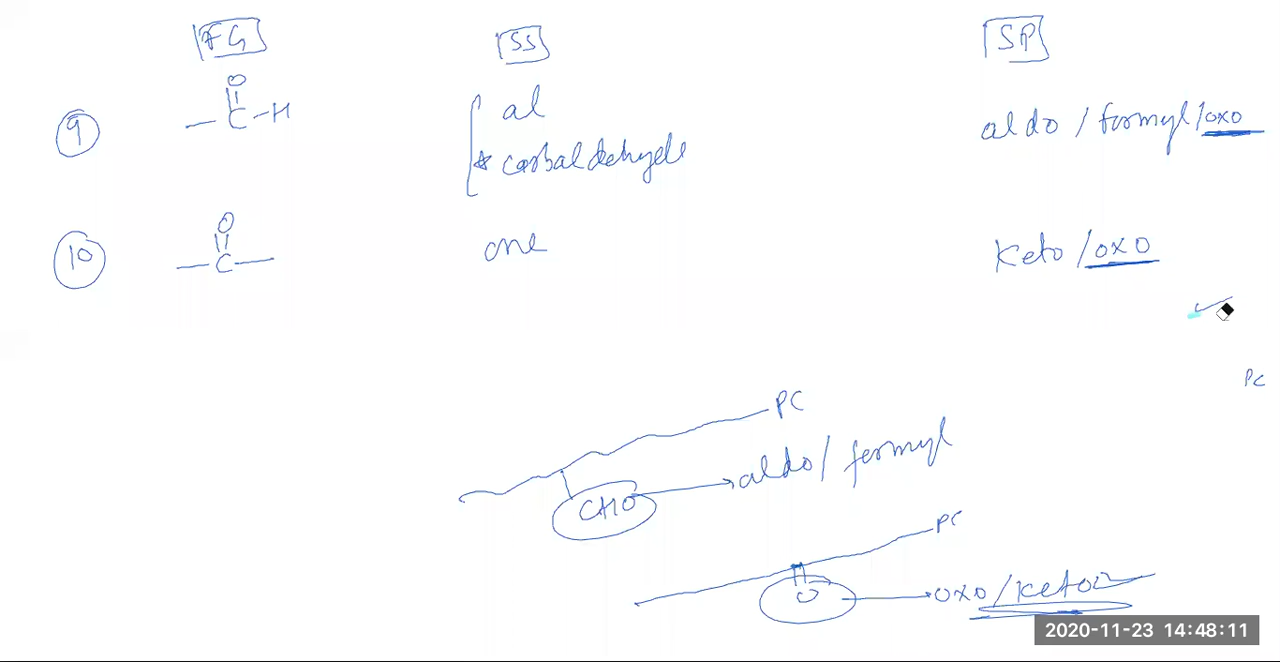 FG SS SP
9 O
— C — H al aldo / formyl / oxo
* carbaldehyde
10 O
— C — one Keto / oxo
PC
PC
CHO → aldo / formyl
PC
O → oxo / Keto
2020-11-23 14:48:11